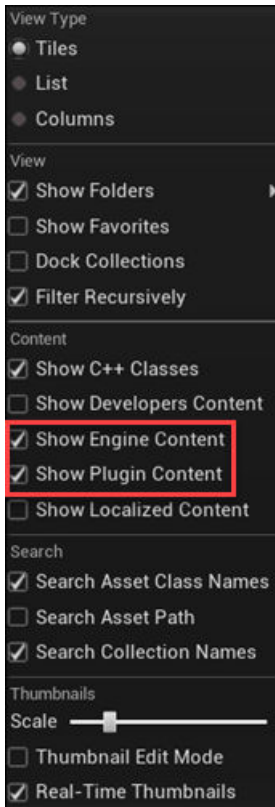 View Type
Tiles
List
Columns
View
Show Folders
Show Favorites
Dock Collections
Filter Recursively
Content
Show C++ Classes
Show Developers Content
Show Engine Content
Show Plugin Content
Show Localized Content
Search
Search Asset Class Names
Search Asset Path
Search Collection Names
Thumbnails
Scale
Thumbnail Edit Mode
Real-Time Thumbnails